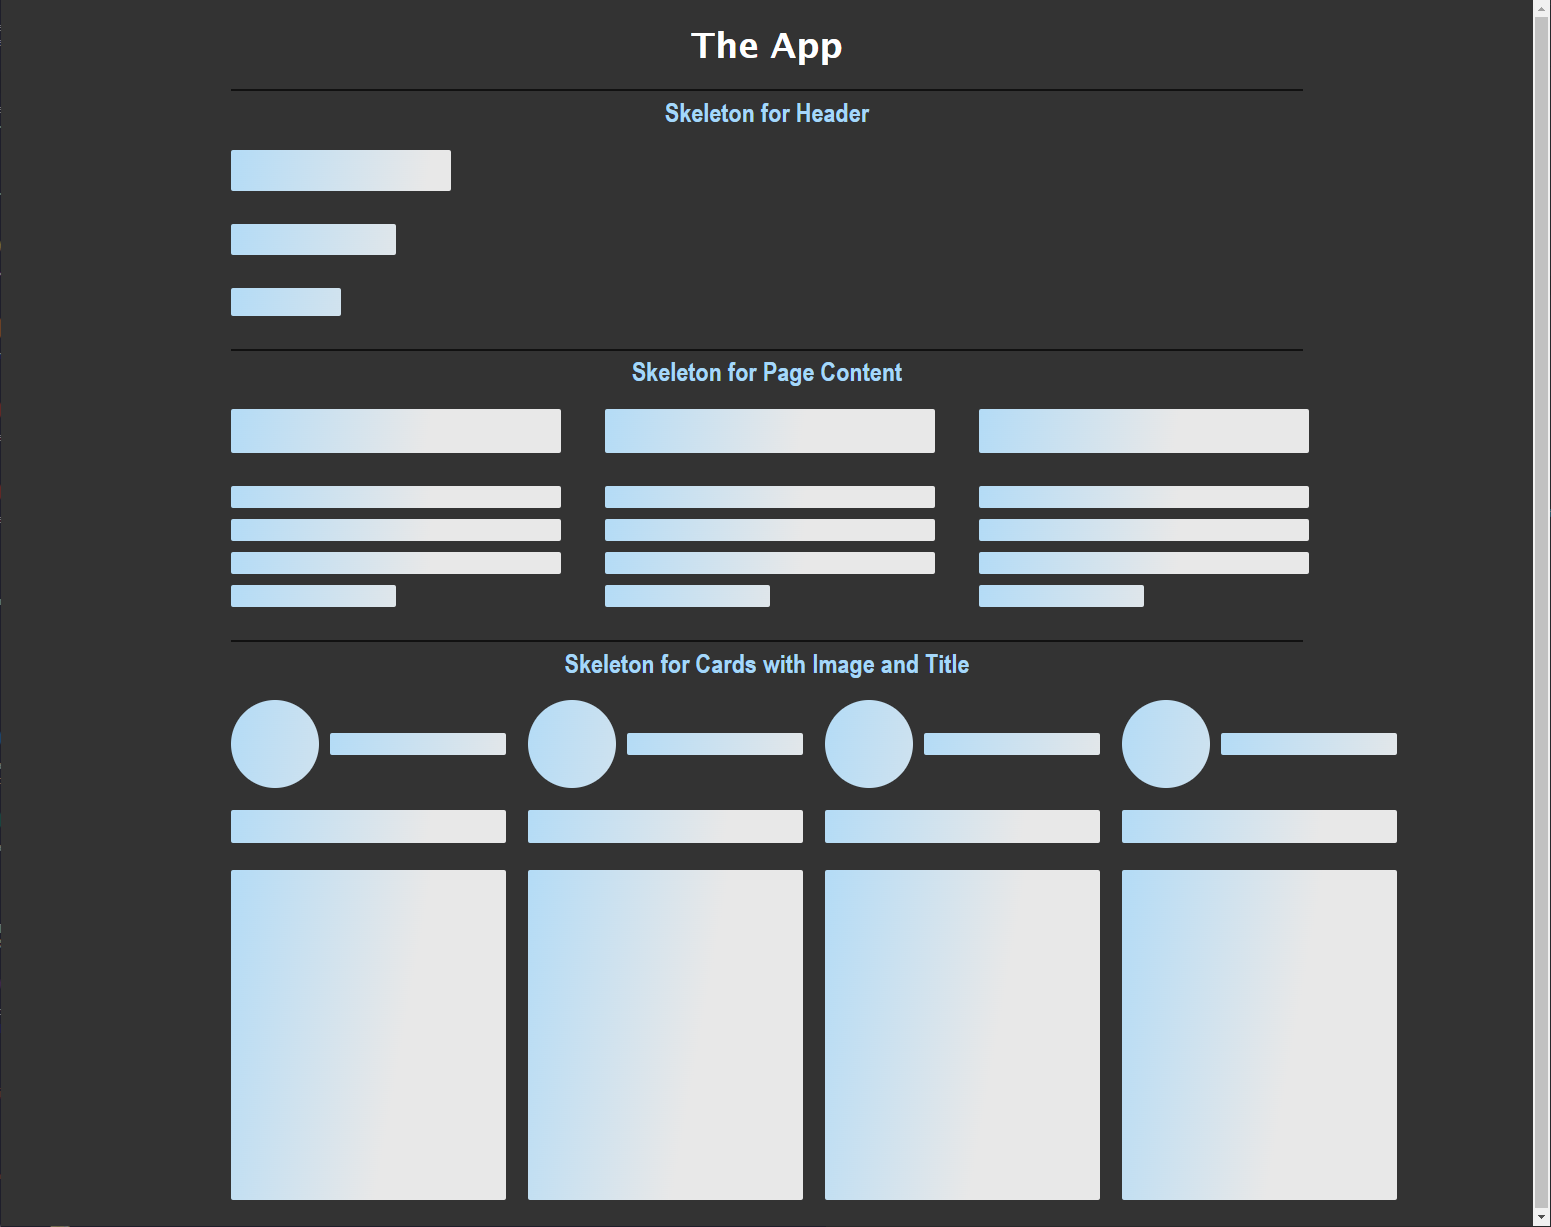 The App
Skeleton for Header
Skeleton for Page Content
Skeleton for Cards with Image and Title